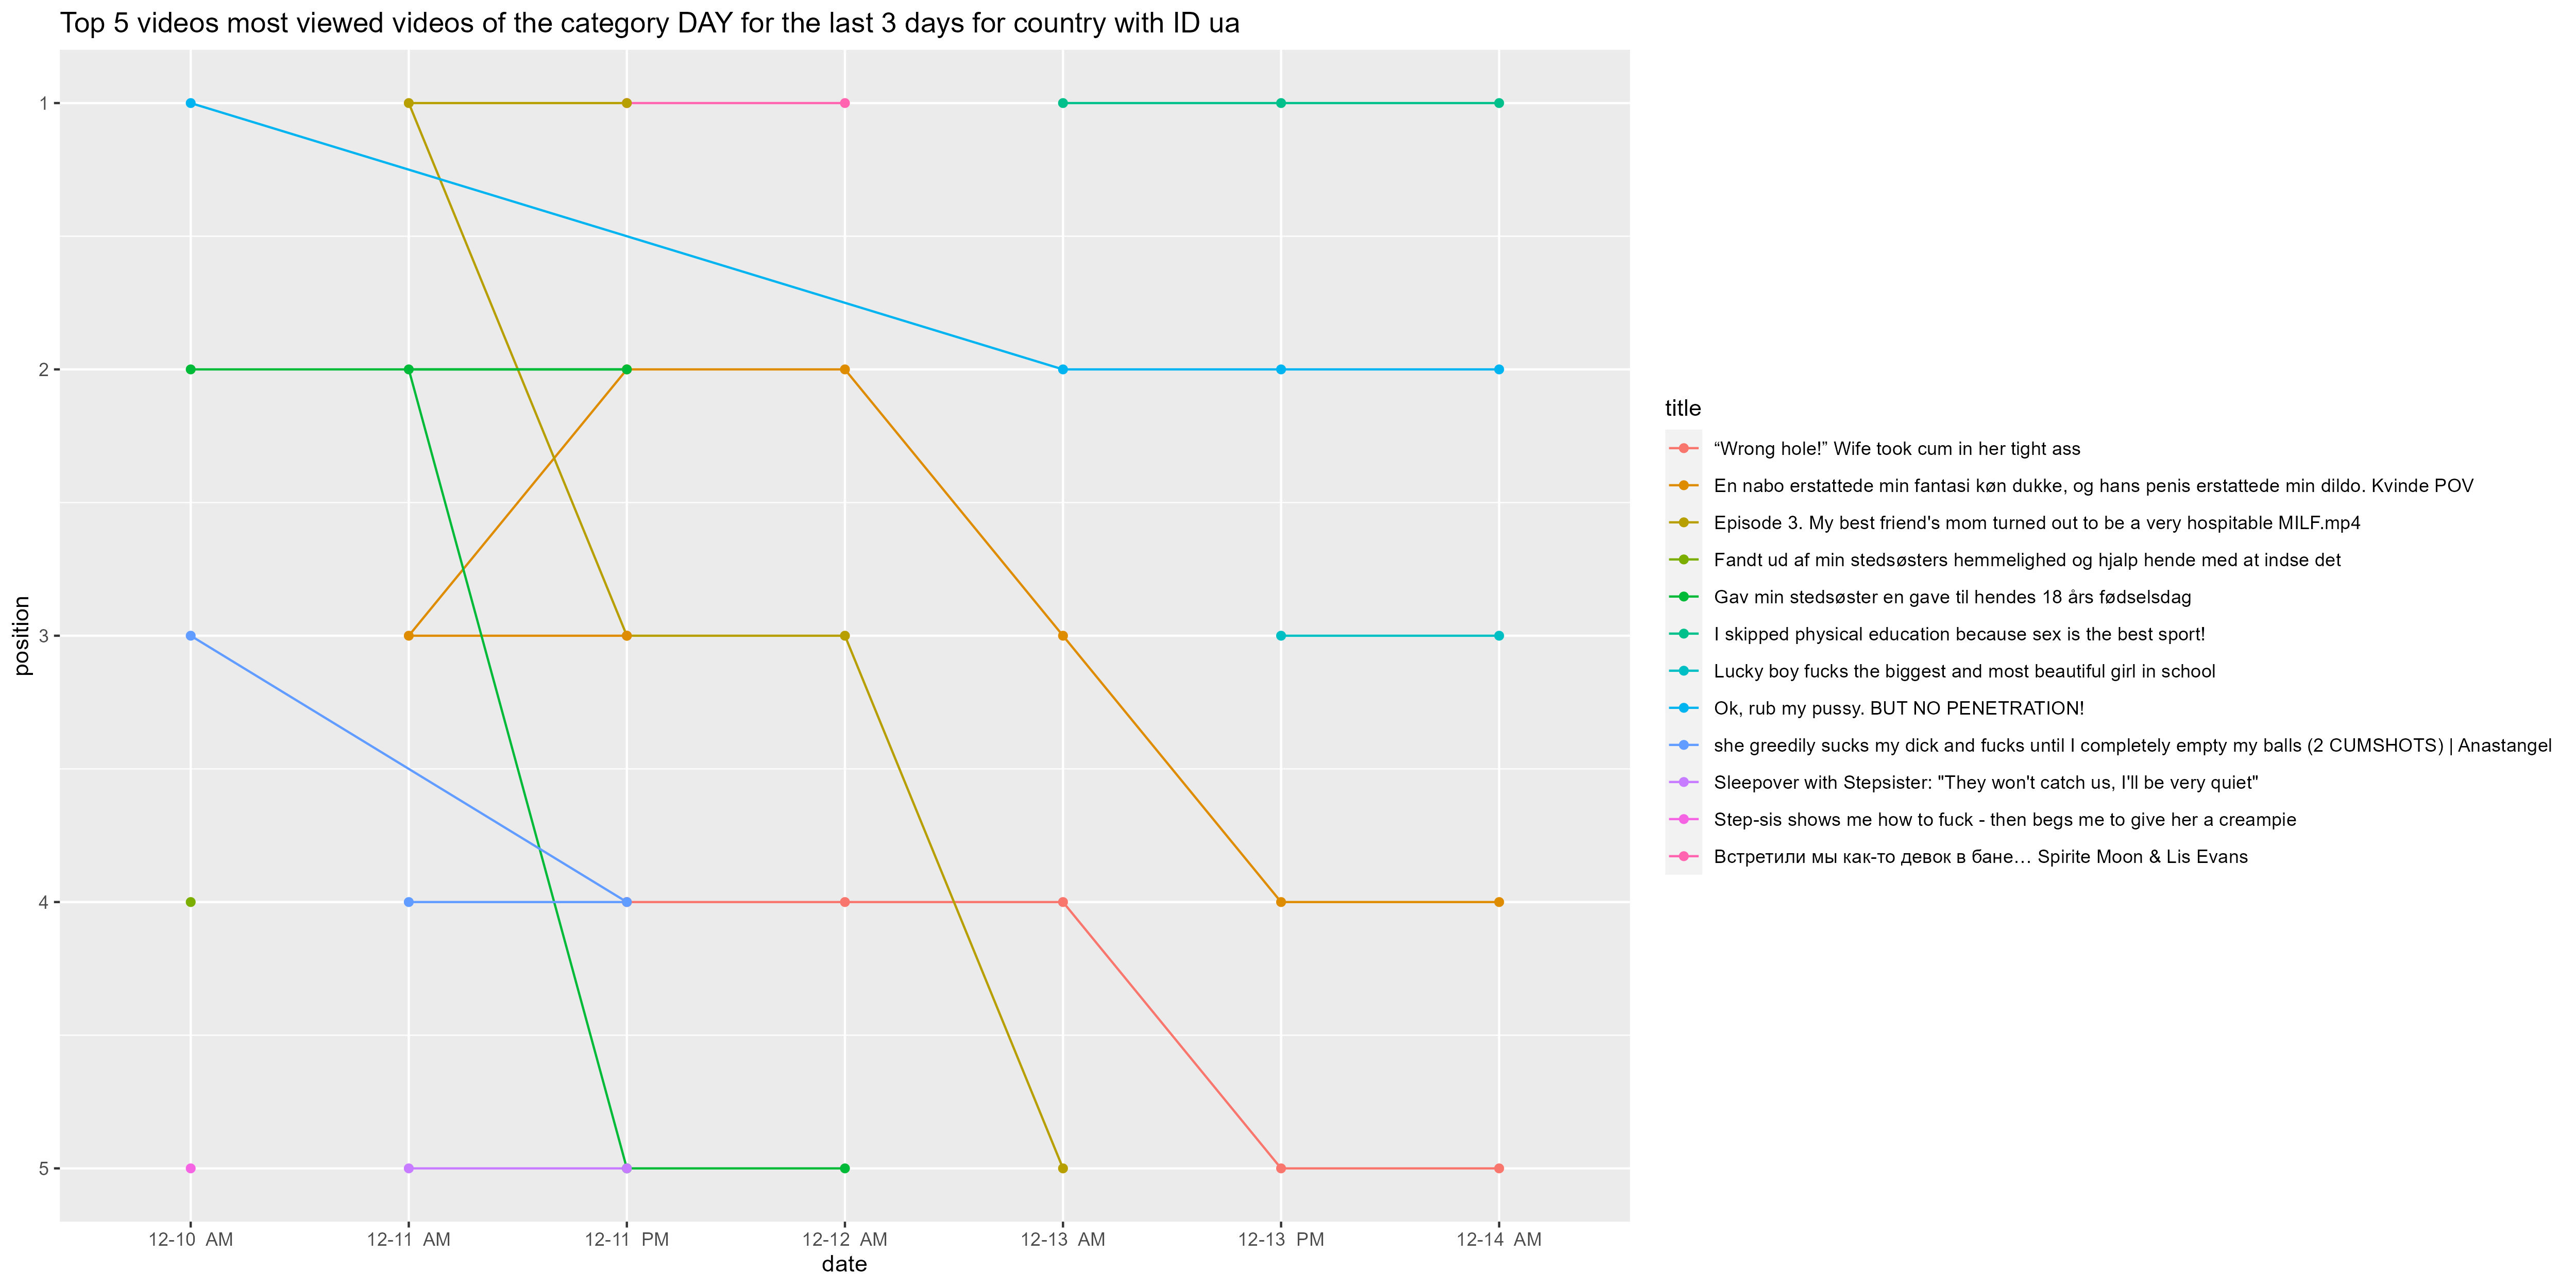 Top 5 videos most viewed videos of the category DAY for the last 3 days for country with ID ua
position
1
2
3
4
5
12-10 AM
12-11 AM
12-11 PM
12-12 AM
12-13 AM
12-13 PM
12-14 AM
date
title
“Wrong hole!” Wife took cum in her tight ass
En nabo erstattede min fantasi køn dukke, og hans penis erstattede min dildo. Kvinde POV
Episode 3. My best friend's mom turned out to be a very hospitable MILF.mp4
Fandt ud af min stedsøsters hemmelighed og hjalp hende med at indse det
Gav min stedsøster en gave til hendes 18 års fødselsdag
I skipped physical education because sex is the best sport!
Lucky boy fucks the biggest and most beautiful girl in school
Ok, rub my pussy. BUT NO PENETRATION!
she greedily sucks my dick and fucks until I completely empty my balls (2 CUMSHOTS) | Anastangel
Sleepover with Stepsister: "They won't catch us, I'll be very quiet"
Step-sis shows me how to fuck - then begs me to give her a creampie
Встретили мы как-то девок в бане… Spirite Moon & Lis Evans